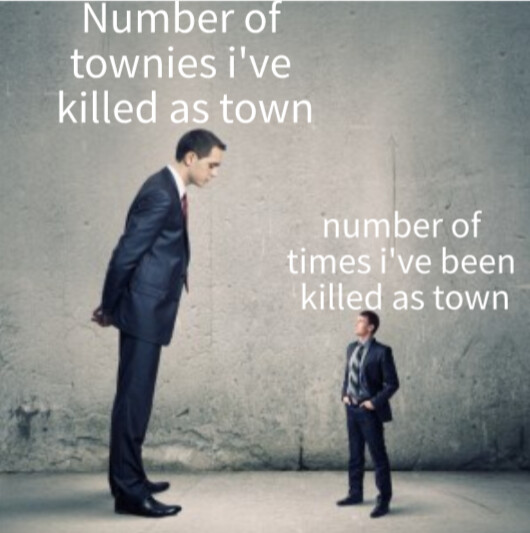 Number of
townies i've
killed as town
number of
times i've been
killed as town